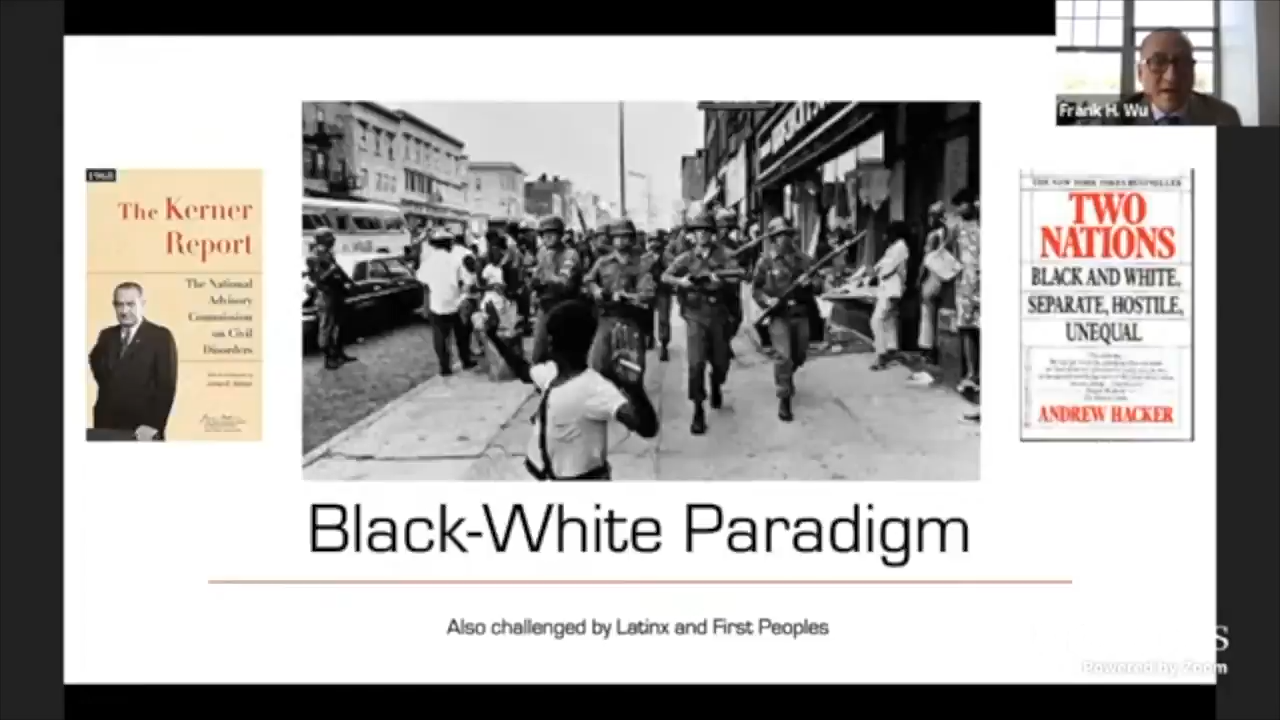 Frank H. Wu
1968
The Kerner
Report
The National
Advisory
Commission
on Civil
Disorders
THE NEW YORK TIMES BESTSELLER
TWO
NATIONS
BLACK AND WHITE,
SEPARATE, HOSTILE,
UNEQUAL
ANDREW HACKER
Black-White Paradigm
Also challenged by Latinx and First Peoples
Powered by Zoom